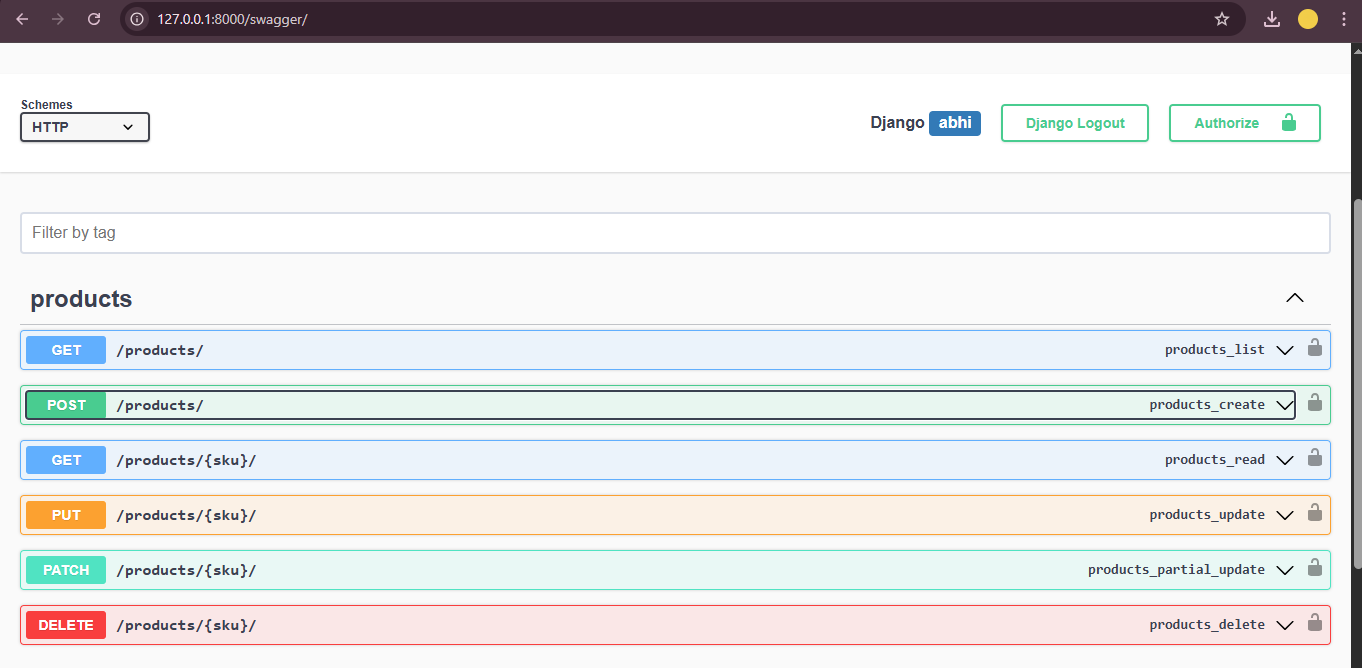 127.0.0.1:8000/swagger/
Schemes
HTTP
Django abhi
Django Logout
Authorize
Filter by tag
products
GET /products/ products_list
POST /products/ products_create
GET /products/{sku}/ products_read
PUT /products/{sku}/ products_update
PATCH /products/{sku}/ products_partial_update
DELETE /products/{sku}/ products_delete